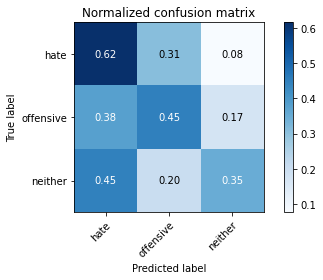 Normalized confusion matrix
True label
hate 0.62 0.31 0.08
offensive 0.38 0.45 0.17
neither 0.45 0.20 0.35
hate offensive neither
Predicted label
0.6
0.5
0.4
0.3
0.2
0.1